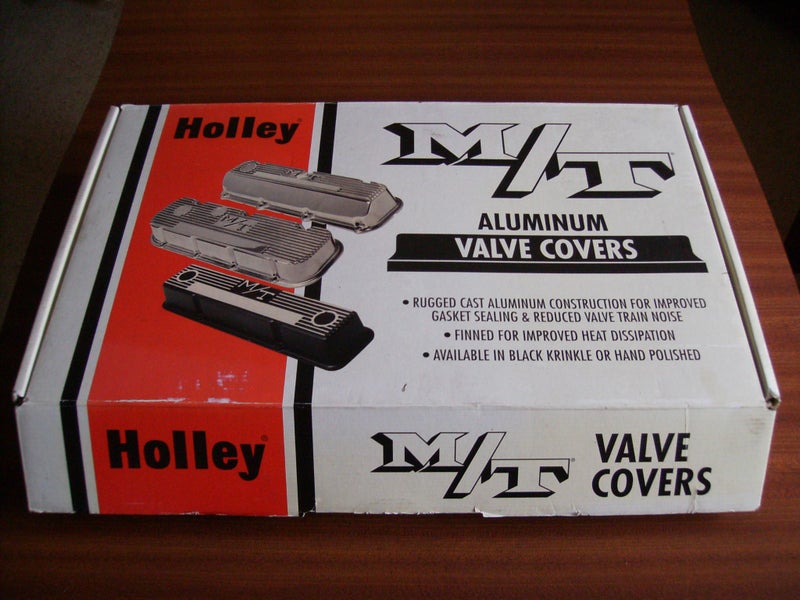 Holley®
M/T
ALUMINUM
VALVE COVERS
• RUGGED CAST ALUMINUM CONSTRUCTION FOR IMPROVED
GASKET SEALING & REDUCED VALVE TRAIN NOISE
• FINNED FOR IMPROVED HEAT DISSIPATION
• AVAILABLE IN BLACK KRINKLE OR HAND POLISHED
M/T
M/T
Holley®
M/T®
VALVE
COVERS